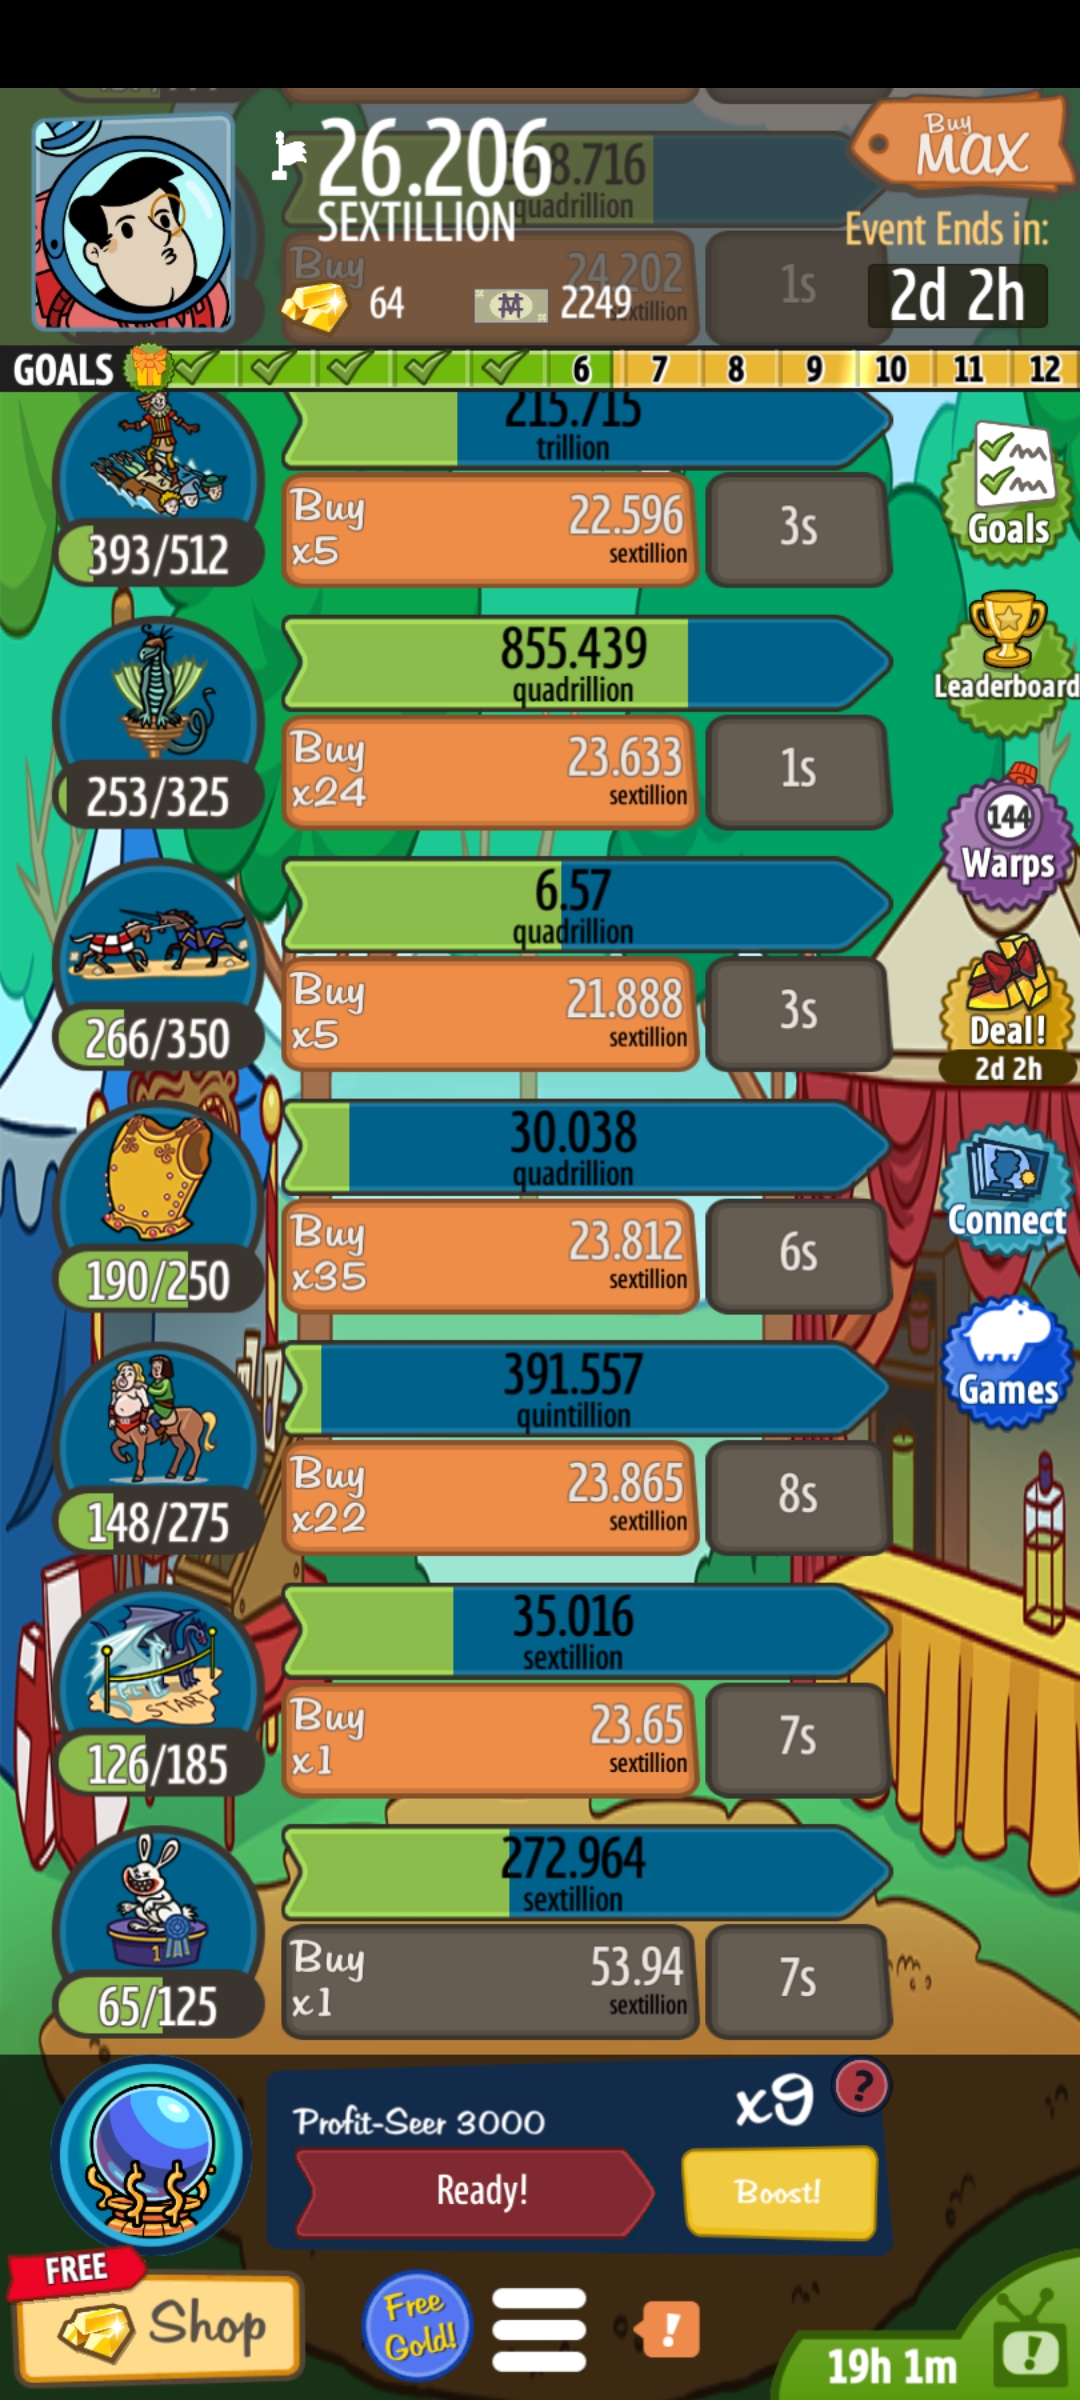 26.206
SEXTILLION
Buy
MAX
quadrillion
Event Ends in:
2d 2h
Buy
24.202
1s
64
2249
GOALS
6
7
8
9
10
11
12
215.715
trillion
Buy
x5
22.596
sextillion
3s
393/512
855.439
quadrillion
Buy
x24
23.633
sextillion
1s
253/325
6.57
quadrillion
Buy
x5
21.888
sextillion
3s
266/350
30.038
quadrillion
Buy
x35
23.812
sextillion
6s
190/250
391.557
quintillion
Buy
x22
23.865
sextillion
8s
148/275
START
35.016
sextillion
Buy
x1
23.65
sextillion
7s
126/185
1
272.964
sextillion
Buy
x1
53.94
sextillion
7s
65/125
Goals
Leaderboard
144
Warps
Deal!
2d 2h
Connect
Games
Profit-Seer 3000
x9
?
Ready!
Boost!
FREE
Shop
Free
Gold!
!
19h 1m
!